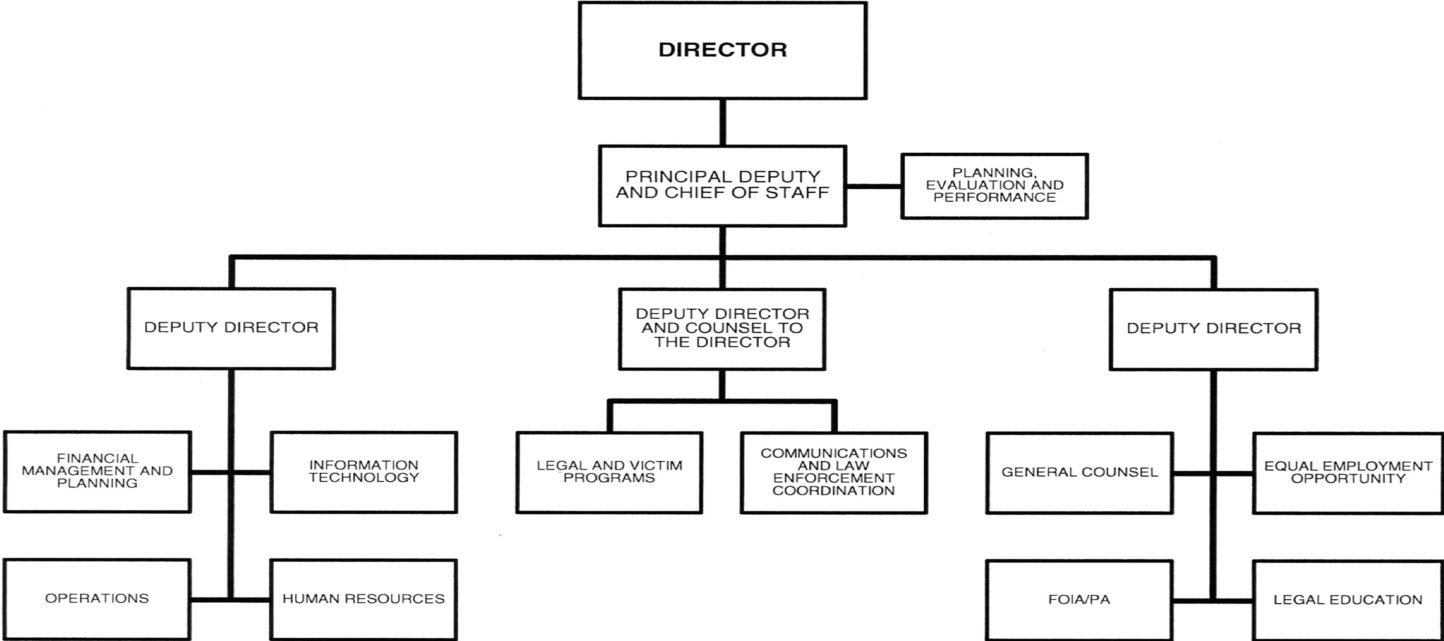 DIRECTOR
PRINCIPAL DEPUTY
AND CHIEF OF STAFF
PLANNING,
EVALUATION AND
PERFORMANCE
DEPUTY DIRECTOR
DEPUTY DIRECTOR
AND COUNSEL TO
THE DIRECTOR
DEPUTY DIRECTOR
FINANCIAL
MANAGEMENT AND
PLANNING
INFORMATION
TECHNOLOGY
LEGAL AND VICTIM
PROGRAMS
COMMUNICATIONS
AND LAW
ENFORCEMENT
COORDINATION
GENERAL COUNSEL
EQUAL EMPLOYMENT
OPPORTUNITY
OPERATIONS
HUMAN RESOURCES
FOIA/PA
LEGAL EDUCATION